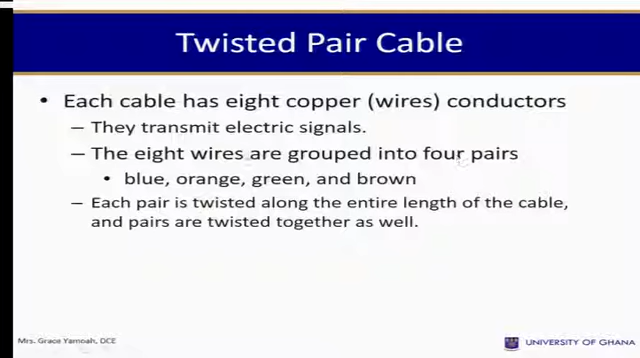 Twisted Pair Cable
• Each cable has eight copper (wires) conductors
– They transmit electric signals.
– The eight wires are grouped into four pairs
• blue, orange, green, and brown
– Each pair is twisted along the entire length of the cable,
and pairs are twisted together as well.
Mrs. Grace Yamoah, DCE
UNIVERSITY OF GHANA